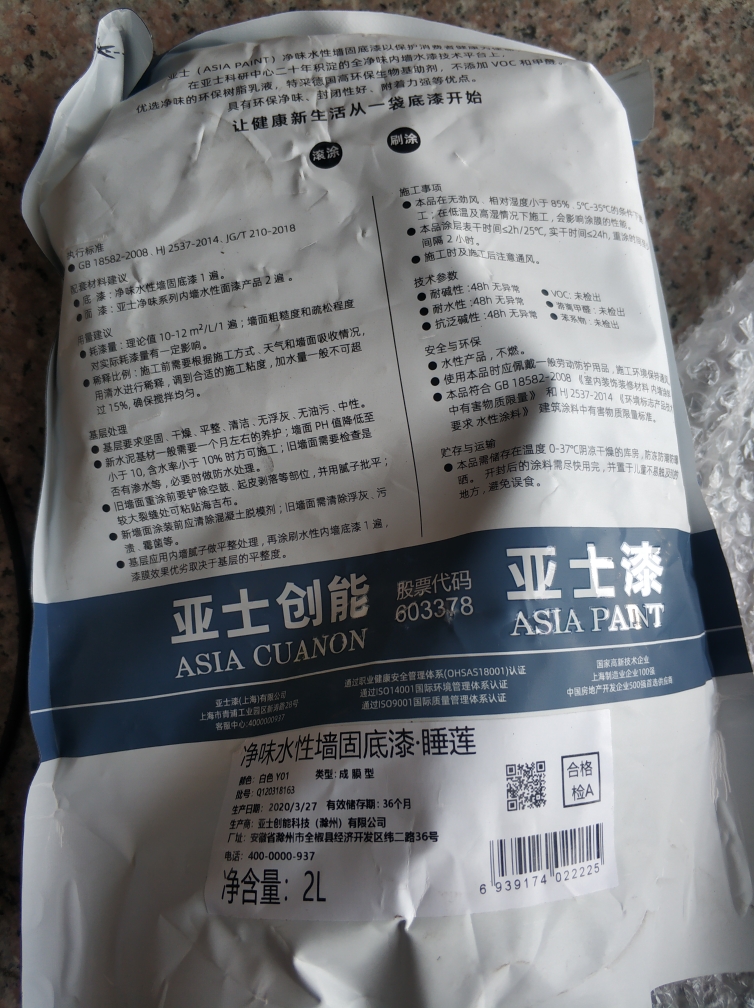 亚士（ASIA PAINT）净味水性墙固底漆以保护消费者
在亚士科研中心二十年积淀的全净味内墙水漆技术平台上，
优选净味的环保树脂乳液，特采德国高环保生物基助剂，不添加 VOC 和甲醛
具有环保净味、封闭性好、附着力强等优点。
让健康新生活从一袋底漆开始
滚涂
刷涂
执行标准
● GB 18582-2008、HJ 2537-2014、JG/T 210-2018
配套材料建议
● 底 漆：净味水性墙固底漆 1 遍。
● 面 漆：亚士净味系列内墙水性面漆产品 2 遍。
用量建议
● 耗漆量：理论值 10-12 m²/L/1 遍；墙面粗糙度和疏松程度
对实际耗漆量有一定影响。
● 稀释比例：施工前需要根据施工方式、天气和墙面吸收情况，
用清水进行稀释，调到合适的施工粘度，加水量一般不可超
过 15%, 确保搅拌均匀。
基层处理
● 基层要求坚固、干燥、平整、清洁、无浮灰、无油污、中性。
● 新水泥基材一般需要一个月左右的养护；墙面 PH 值降低至
小于 10, 含水率小于 10% 时方可施工；旧墙面需要检查是
否有渗水等，必要时做防水处理。
● 旧墙面重涂前要铲除空鼓、起皮剥落等部位，并用腻子批平；
较大裂缝处可粘贴海吉布。
● 新墙面涂装前应清除混凝土脱模剂；旧墙面需清除浮灰、污
渍、霉菌等。
● 基层应用内墙腻子做平整处理，再涂刷水性内墙底漆 1 遍，
漆膜效果优劣取决于基层的平整度。
施工事项
● 本品在无劲风、相对湿度小于 85%、5℃-35℃的条件下施
工；在低温及高湿情况下施工，会影响涂膜的性能。
● 本品涂层表干时间≤2h/25℃, 实干时间≤24h, 重涂时间
间隔 2 小时。
● 施工时及施工后注意通风。
技术参数
● 耐碱性 :48h 无异常
● 耐水性 :48h 无异常
● 抗泛碱性 :48h 无异常
● VOC: 未检出
● 游离甲醛 : 未检出
● 苯系物 : 未检出
安全与环保
● 水性产品，不燃。
● 使用本品时应佩戴一般劳动防护用品，施工环境保持通风
● 本品符合 GB 18582-2008 《室内装饰装修材料 内墙涂料
中有害物质限量》 和 HJ 2537-2014 《环境标志产品技术
要求 水性涂料》 建筑涂料中有害物质限量标准。
贮存与运输
● 本品需储存在温度 0-37℃阴凉干燥的库房，防冻防潮防
晒。 开封后的涂料需尽快用完，并置于儿童不易触及的
地方，避免误食。
亚士创能
ASIA CUANON
股票代码
603378
亚士漆
ASIA PAINT
亚士漆(上海)有限公司
上海市青浦工业园区新涛路28号
客服中心:4000000937
通过职业健康安全管理体系(OHSAS18001)认证
通过ISO14001国际环境管理体系认证
通过ISO9001国际质量管理体系认证
国家高新技术企业
上海制造业企业100强
中国房地产开发企业500强首选供应商
净味水性墙固底漆·睡莲
颜色：白色 Y01 类型：成膜型
批号：Q120318163
生产日期：2020/3/27 有效储存期：36个月
生产商：亚士创能科技（滁州）有限公司
厂址：安徽省滁州市全椒县经济开发区纬二路36号
电话：400-0000-937
净含量：2L
合格
检A
6 939174 022225